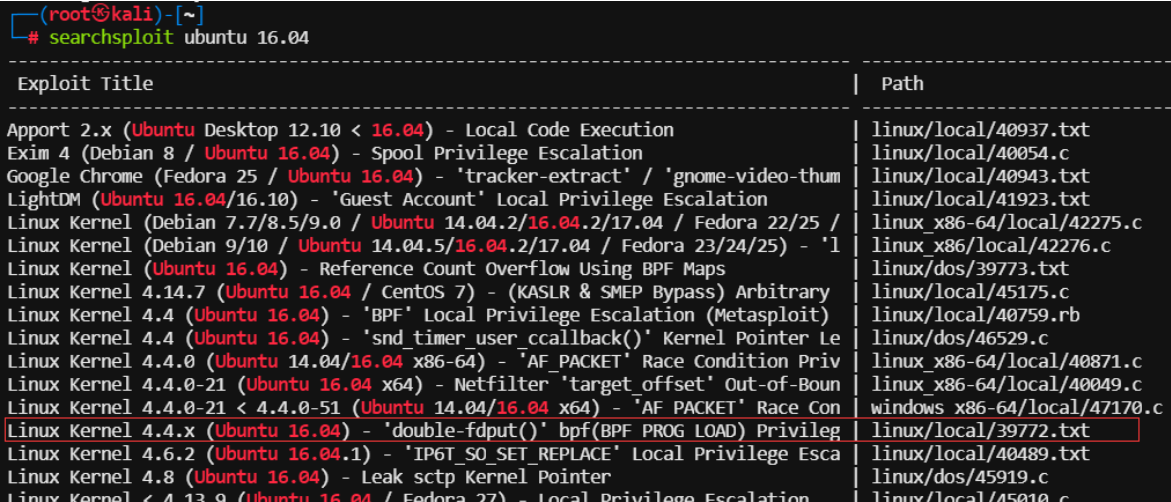 ┌──(root㉿kali)-[~]
└─# searchsploit ubuntu 16.04
Exploit Title | Path
Apport 2.x (Ubuntu Desktop 12.10 < 16.04) - Local Code Execution | linux/local/40937.txt
Exim 4 (Debian 8 / Ubuntu 16.04) - Spool Privilege Escalation | linux/local/40054.c
Google Chrome (Fedora 25 / Ubuntu 16.04) - 'tracker-extract' / 'gnome-video-thum | linux/local/40943.txt
LightDM (Ubuntu 16.04/16.10) - 'Guest Account' Local Privilege Escalation | linux/local/41923.txt
Linux Kernel (Debian 7.7/8.5/9.0 / Ubuntu 14.04.2/16.04.2/17.04 / Fedora 22/25 / | linux_x86-64/local/42275.c
Linux Kernel (Debian 9/10 / Ubuntu 14.04.5/16.04.2/17.04 / Fedora 23/24/25) - 'l | linux_x86/local/42276.c
Linux Kernel (Ubuntu 16.04) - Reference Count Overflow Using BPF Maps | linux/dos/39773.txt
Linux Kernel 4.14.7 (Ubuntu 16.04 / CentOS 7) - (KASLR & SMEP Bypass) Arbitrary | linux/local/45175.c
Linux Kernel 4.4 (Ubuntu 16.04) - 'BPF' Local Privilege Escalation (Metasploit) | linux/local/40759.rb
Linux Kernel 4.4 (Ubuntu 16.04) - 'snd_timer_user_ccallback()' Kernel Pointer Le | linux/dos/46529.c
Linux Kernel 4.4.0 (Ubuntu 14.04/16.04 x86-64) - 'AF_PACKET' Race Condition Priv | linux_x86-64/local/40871.c
Linux Kernel 4.4.0-21 (Ubuntu 16.04 x64) - Netfilter 'target_offset' Out-of-Boun | linux_x86-64/local/40049.c
Linux Kernel 4.4.0-21 < 4.4.0-51 (Ubuntu 14.04/16.04 x64) - 'AF_PACKET' Race Con | windows_x86-64/local/47170.c
Linux Kernel 4.4.x (Ubuntu 16.04) - 'double-fdput()' bpf(BPF_PROG_LOAD) Privileg | linux/local/39772.txt
Linux Kernel 4.6.2 (Ubuntu 16.04.1) - 'IP6T_SO_SET_REPLACE' Local Privilege Esca | linux/local/40489.txt
Linux Kernel 4.8 (Ubuntu 16.04) - Leak sctp Kernel Pointer | linux/dos/45919.c
Linux Kernel < 4.13.9 (Ubuntu 16.04 / Fedora 27) - Local Privilege Escalation | linux/local/45010.c